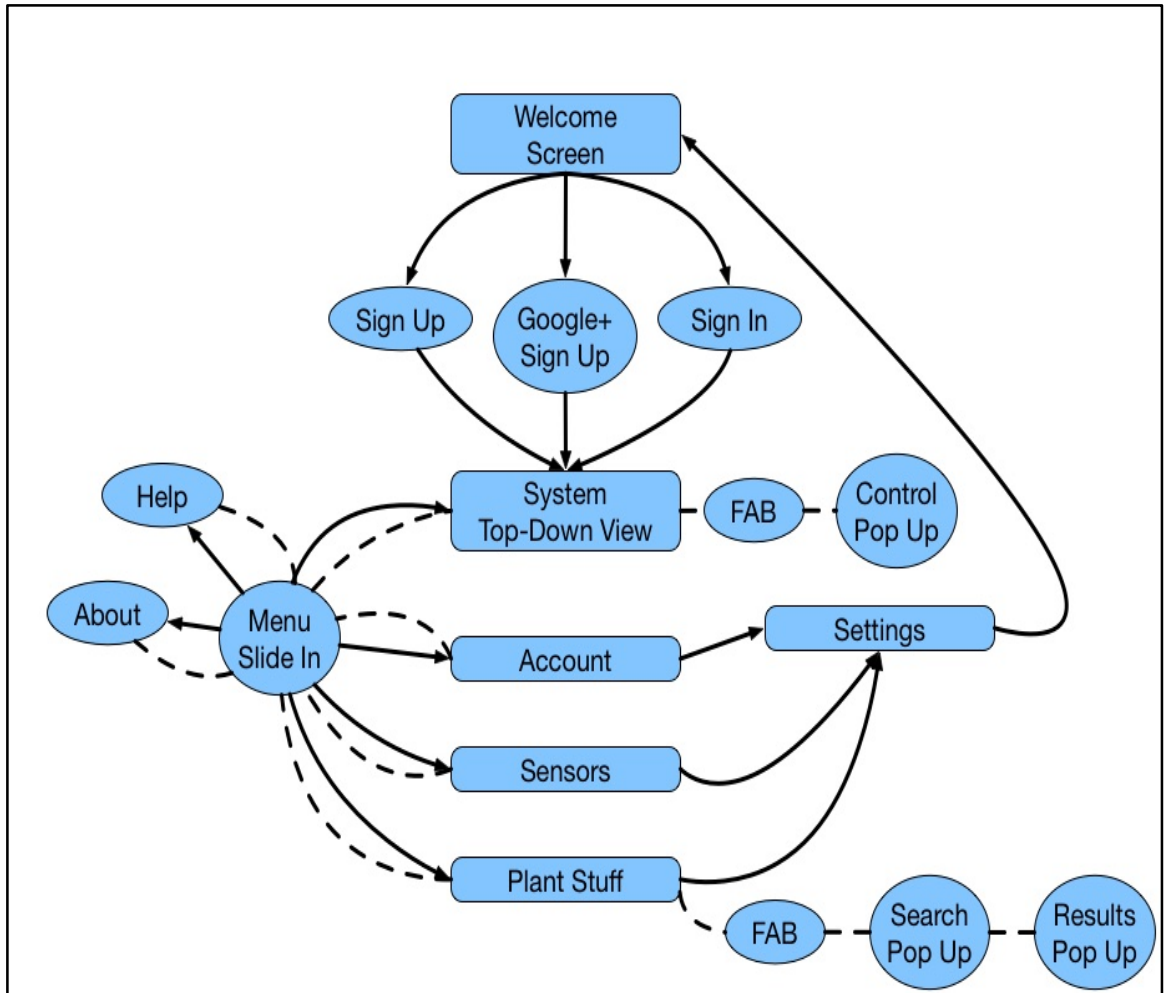 Welcome
Screen
Sign Up
Google+
Sign Up
Sign In
Help
System
Top-Down View
FAB
Control
Pop Up
About
Menu
Slide In
Settings
Account
Sensors
Plant Stuff
FAB
Search
Pop Up
Results
Pop Up